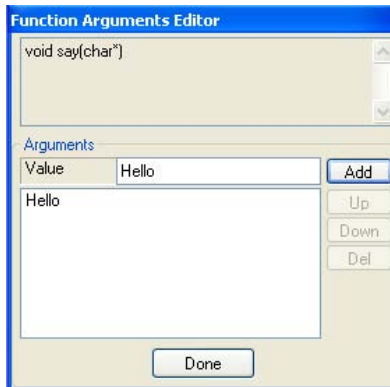 Function Arguments Editor
void say(char*)
Arguments
Value Hello Add
Hello
Up
Down
Del
Done